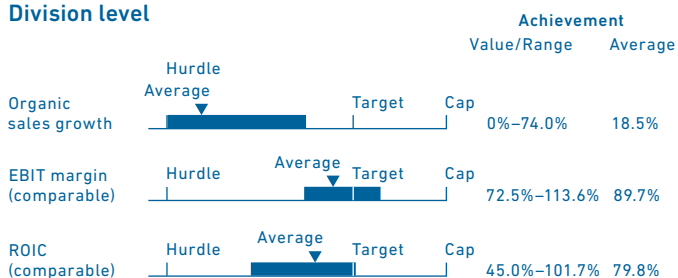 Division level
Achievement
Value/Range Average
Hurdle
Average
Organic
sales growth
Target Cap
0%–74.0% 18.5%
EBIT margin
(comparable)
Hurdle Average Target Cap
72.5%–113.6% 89.7%
ROIC
(comparable)
Hurdle Average Target Cap
45.0%–101.7% 79.8%